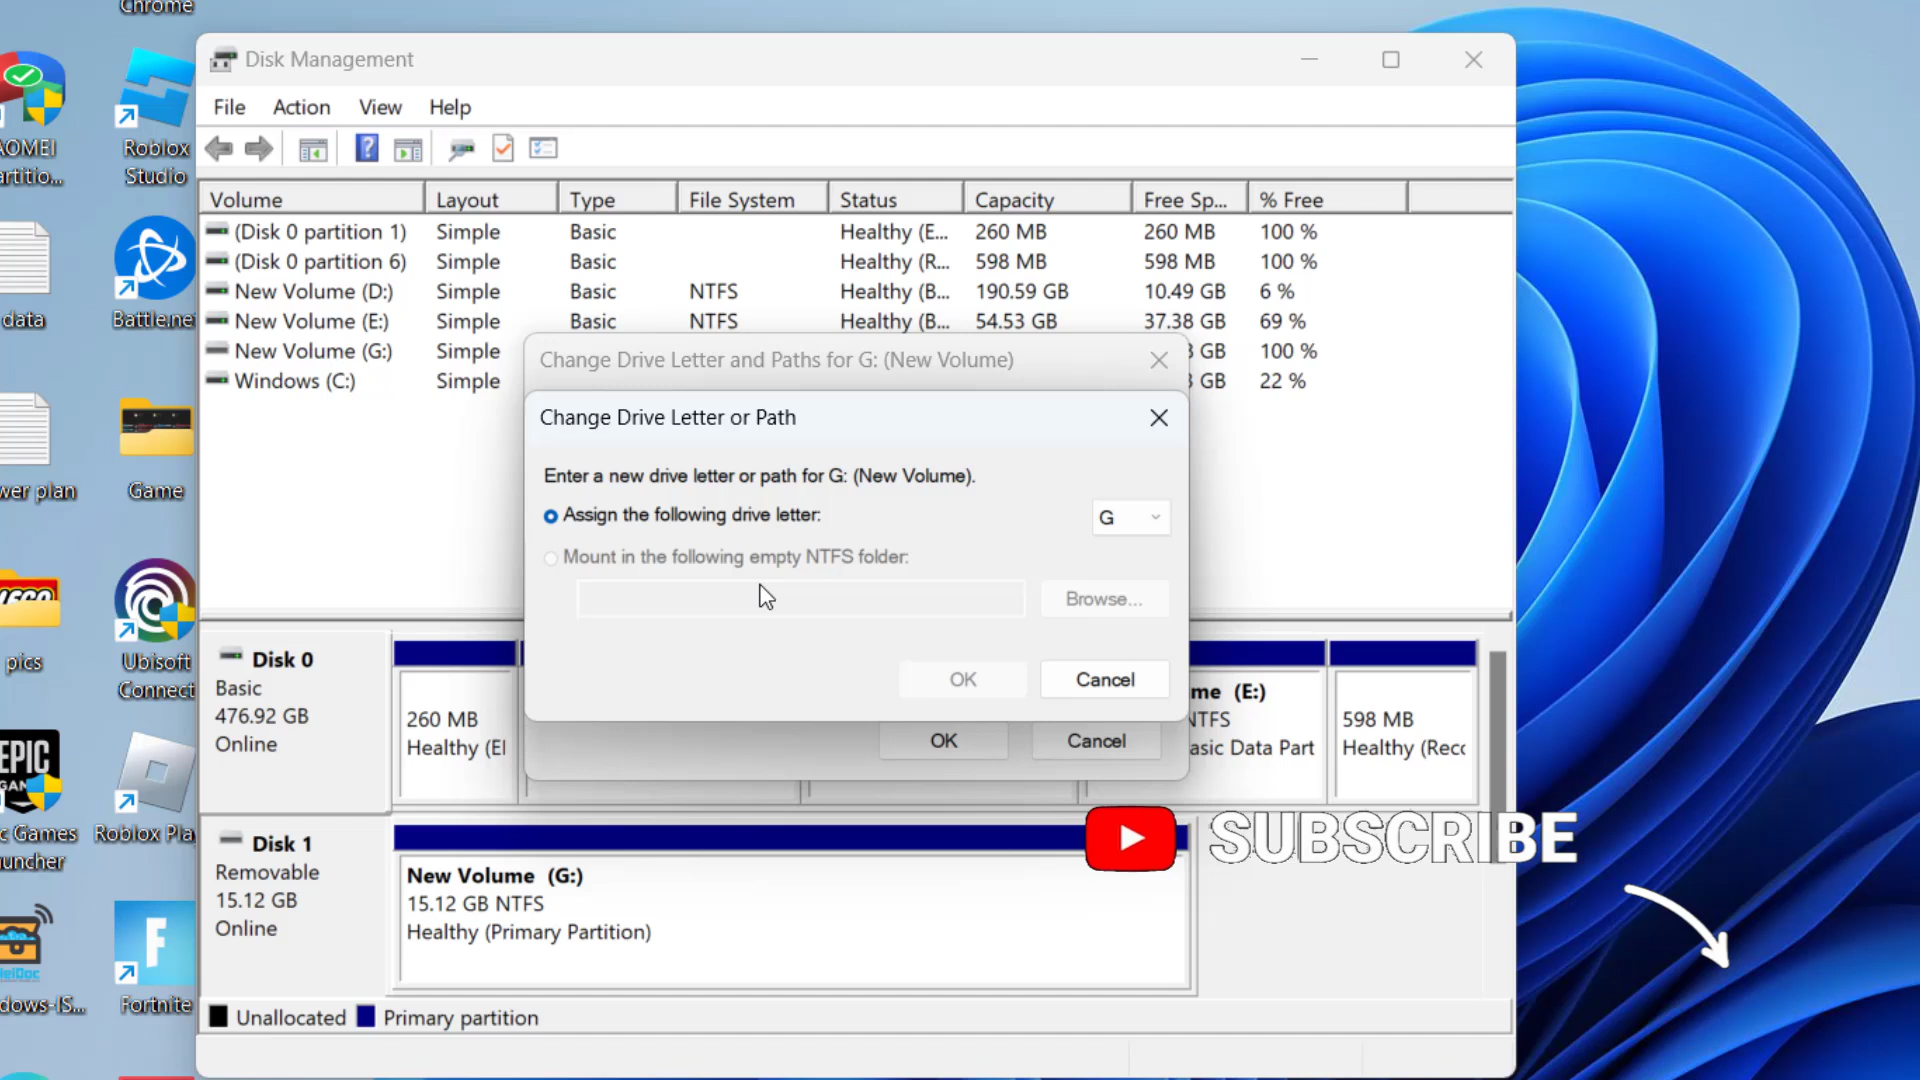 Chrome
AOMEI
Partitio...
Roblox
Studio
data
Battle.net
wer plan
Game
pics
Ubisoft
Connect
EPIC
c Games
auncher
Roblox Pla
dows-IS...
Fortnite
Disk Management
File Action View Help
Volume Layout Type File System Status Capacity Free Sp... % Free
(Disk 0 partition 1) Simple Basic Healthy (E... 260 MB 260 MB 100 %
(Disk 0 partition 6) Simple Basic Healthy (R... 598 MB 598 MB 100 %
New Volume (D:) Simple Basic NTFS Healthy (B... 190.59 GB 10.49 GB 6 %
New Volume (E:) Simple Basic NTFS Healthy (B... 54.53 GB 37.38 GB 69 %
New Volume (G:) Simple GB 100 %
Windows (C:) Simple GB 22 %
Change Drive Letter and Paths for G: (New Volume)
Change Drive Letter or Path
Enter a new drive letter or path for G: (New Volume).
Assign the following drive letter: G
Mount in the following empty NTFS folder:
Browse...
OK Cancel
OK Cancel
Disk 0
Basic
476.92 GB
Online
260 MB
Healthy (EI
me (E:)
NTFS
asic Data Part
598 MB
Healthy (Recc
Disk 1
Removable
15.12 GB
Online
New Volume (G:)
15.12 GB NTFS
Healthy (Primary Partition)
SUBSCRIBE
Unallocated Primary partition